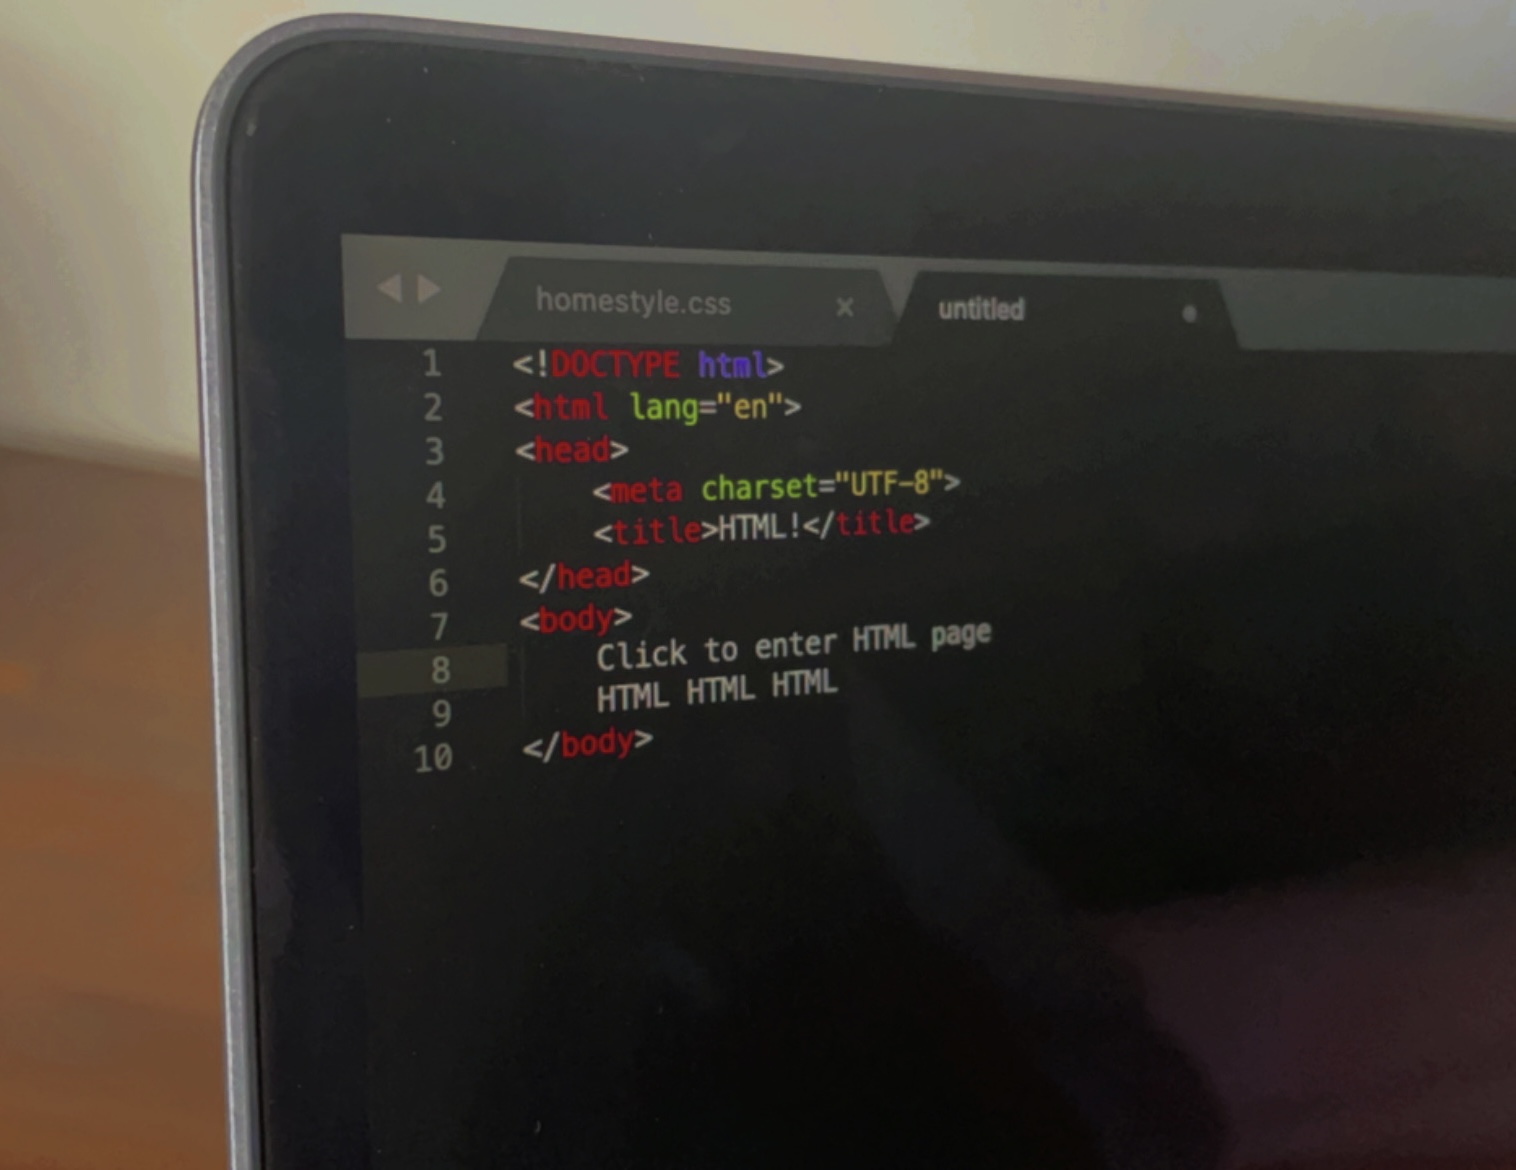 homestyle.css x untitled
1 <!DOCTYPE html>
2 <html lang="en">
3 <head>
4 <meta charset="UTF-8">
5 <title>HTML!</title>
6 </head>
7 <body>
8 Click to enter HTML page
9 HTML HTML HTML
10 </body>